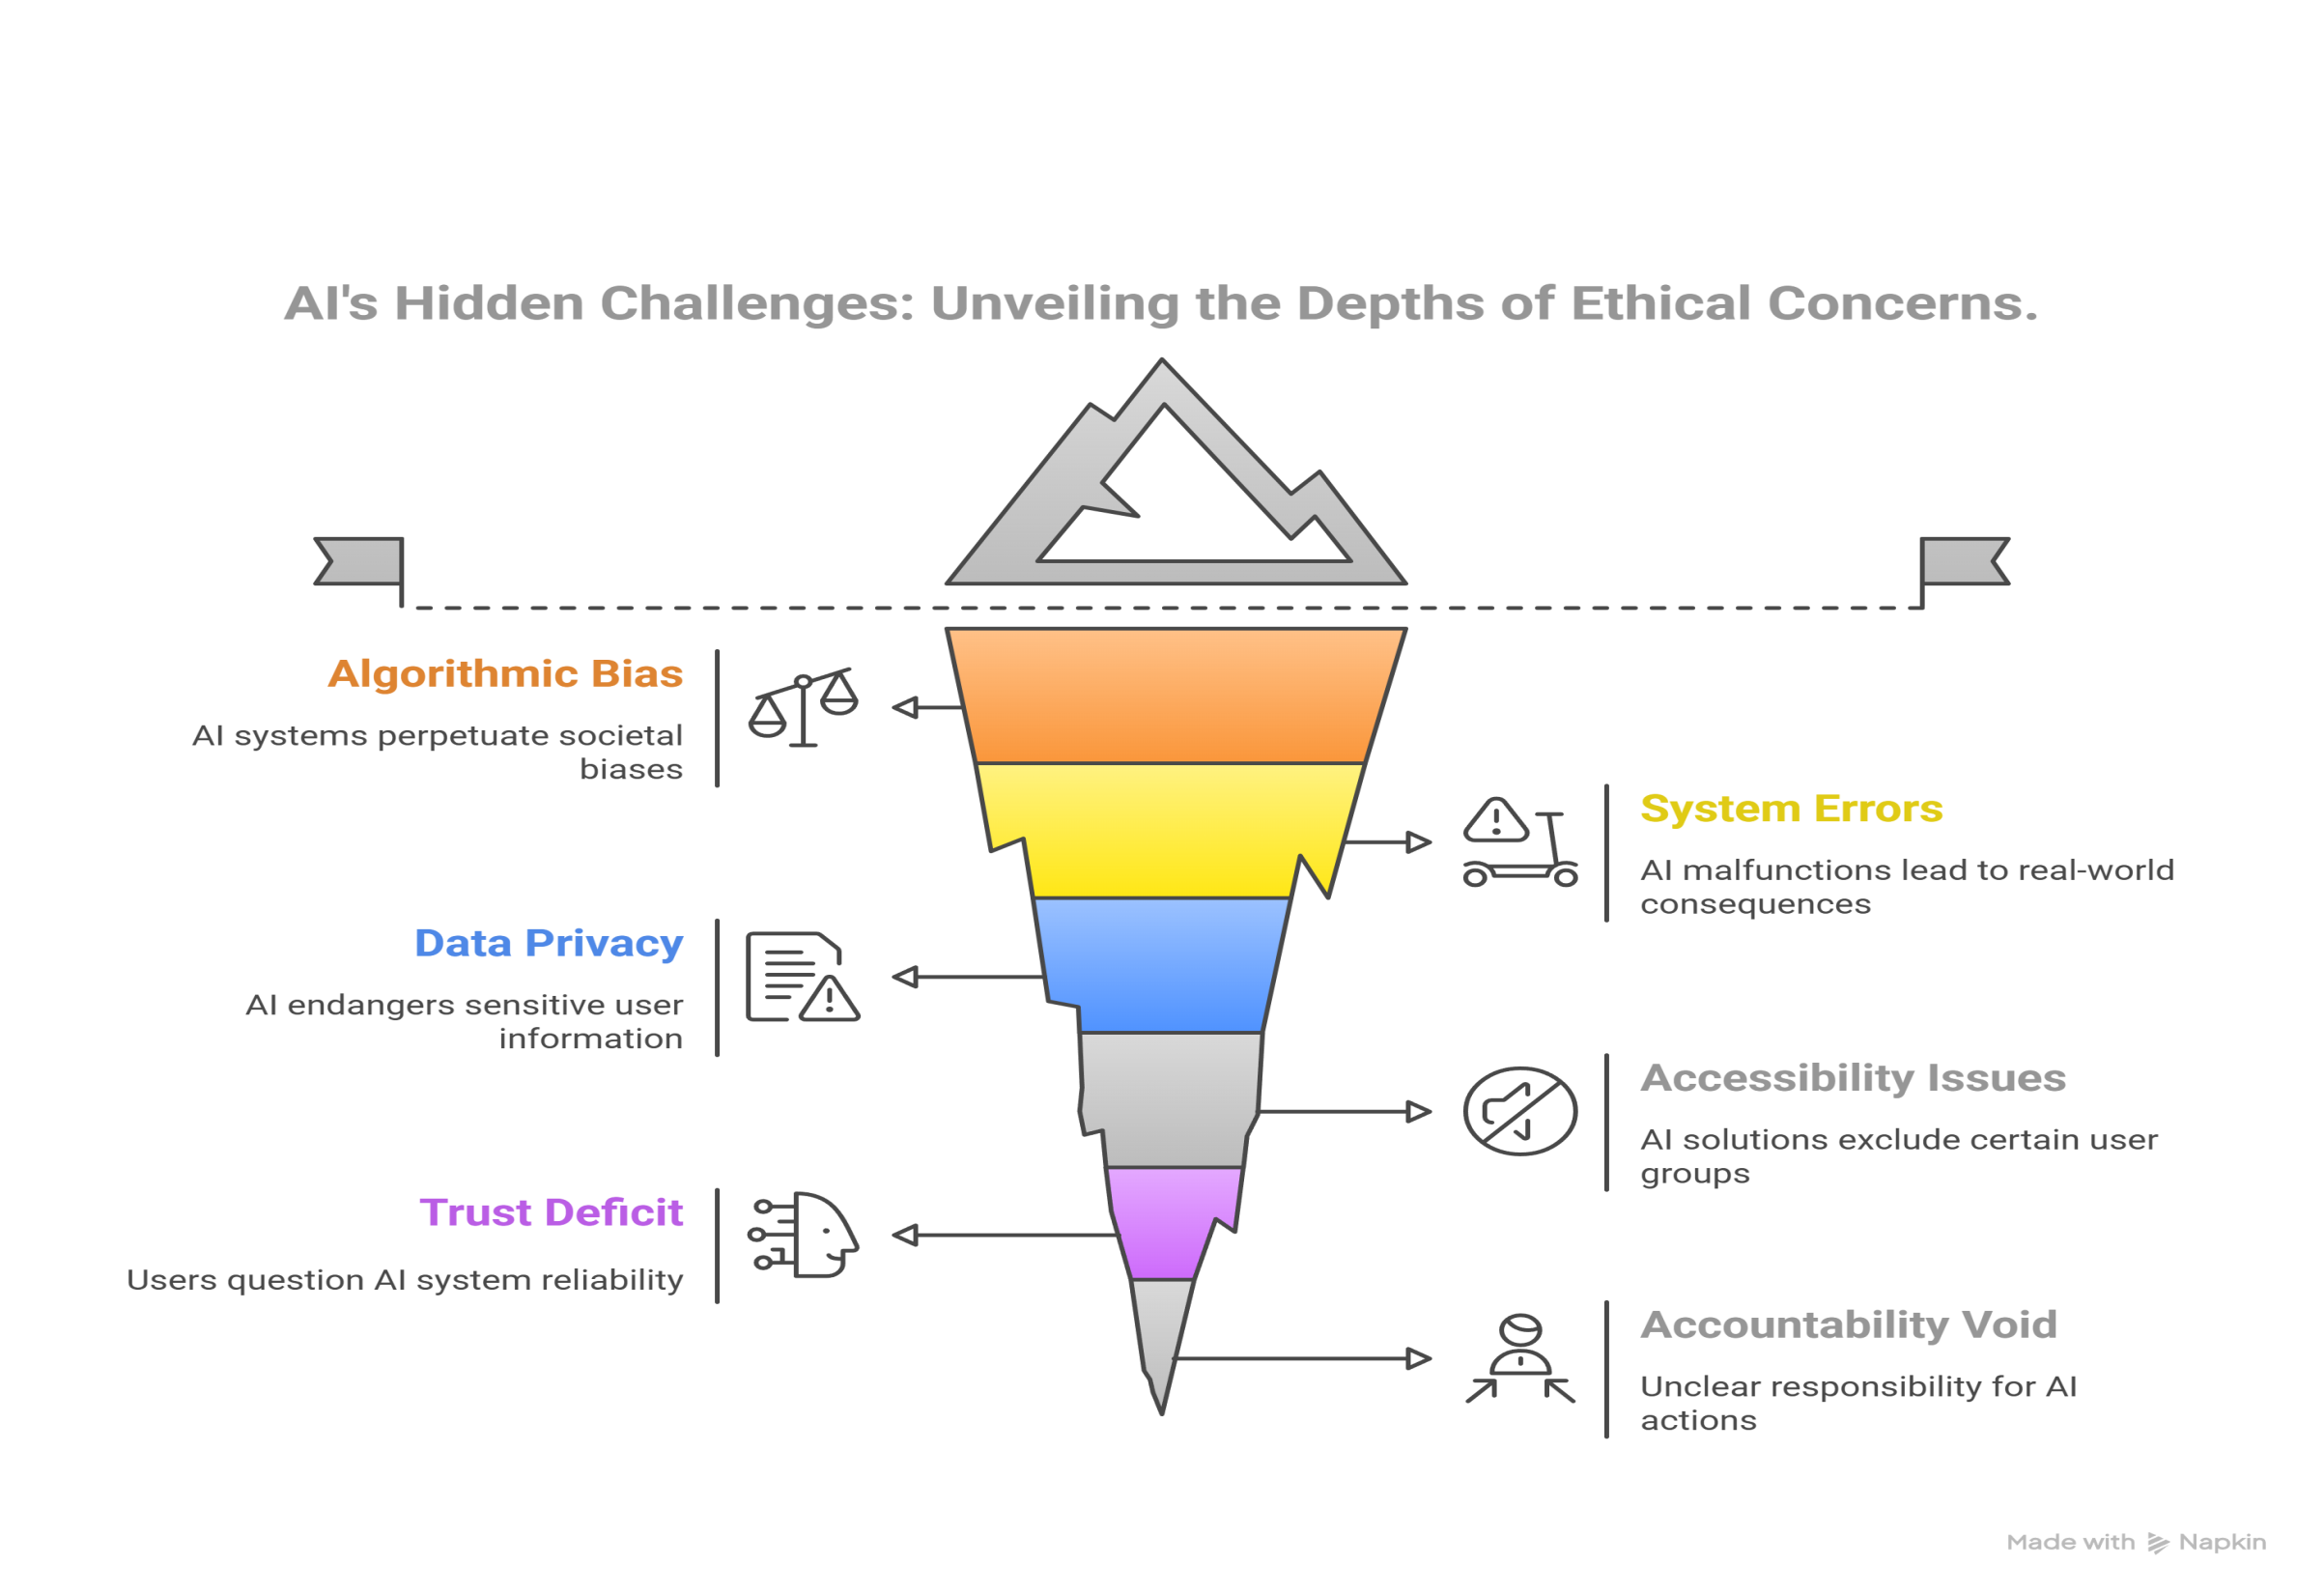 AI's Hidden Challenges: Unveiling the Depths of Ethical Concerns.
Algorithmic Bias
AI systems perpetuate societal
biases
System Errors
AI malfunctions lead to real-world
consequences
Data Privacy
AI endangers sensitive user
information
Accessibility Issues
AI solutions exclude certain user
groups
Trust Deficit
Users question AI system reliability
Accountability Void
Unclear responsibility for AI
actions
Made with Napkin